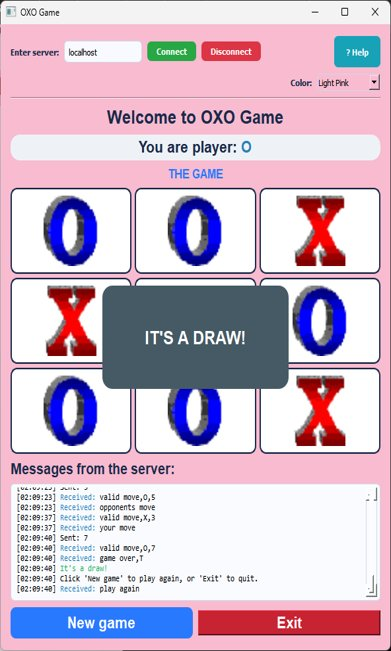 OXO Game
Enter server: localhost Connect Disconnect ? Help
Color: Light Pink
Welcome to OXO Game
You are player: O
THE GAME
O O X
X O
O O X
IT'S A DRAW!
Messages from the server:
[02:09:23] Sent: 5
[02:09:23] Received: valid move,O,5
[02:09:23] Received: opponents move
[02:09:37] Received: valid move,X,3
[02:09:37] Received: your move
[02:09:40] Sent: 7
[02:09:40] Received: valid move,O,7
[02:09:40] Received: game over,T
[02:09:40] It's a draw!
[02:09:40] Click 'New game' to play again, or 'Exit' to quit.
[02:09:40] Received: play again
New game Exit